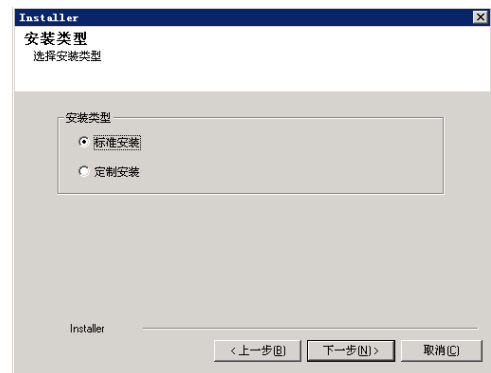 Installer
安装类型
选择安装类型
安装类型
标准安装
定制安装
Installer
<上一步(B) 下一步(N)> 取消(C)